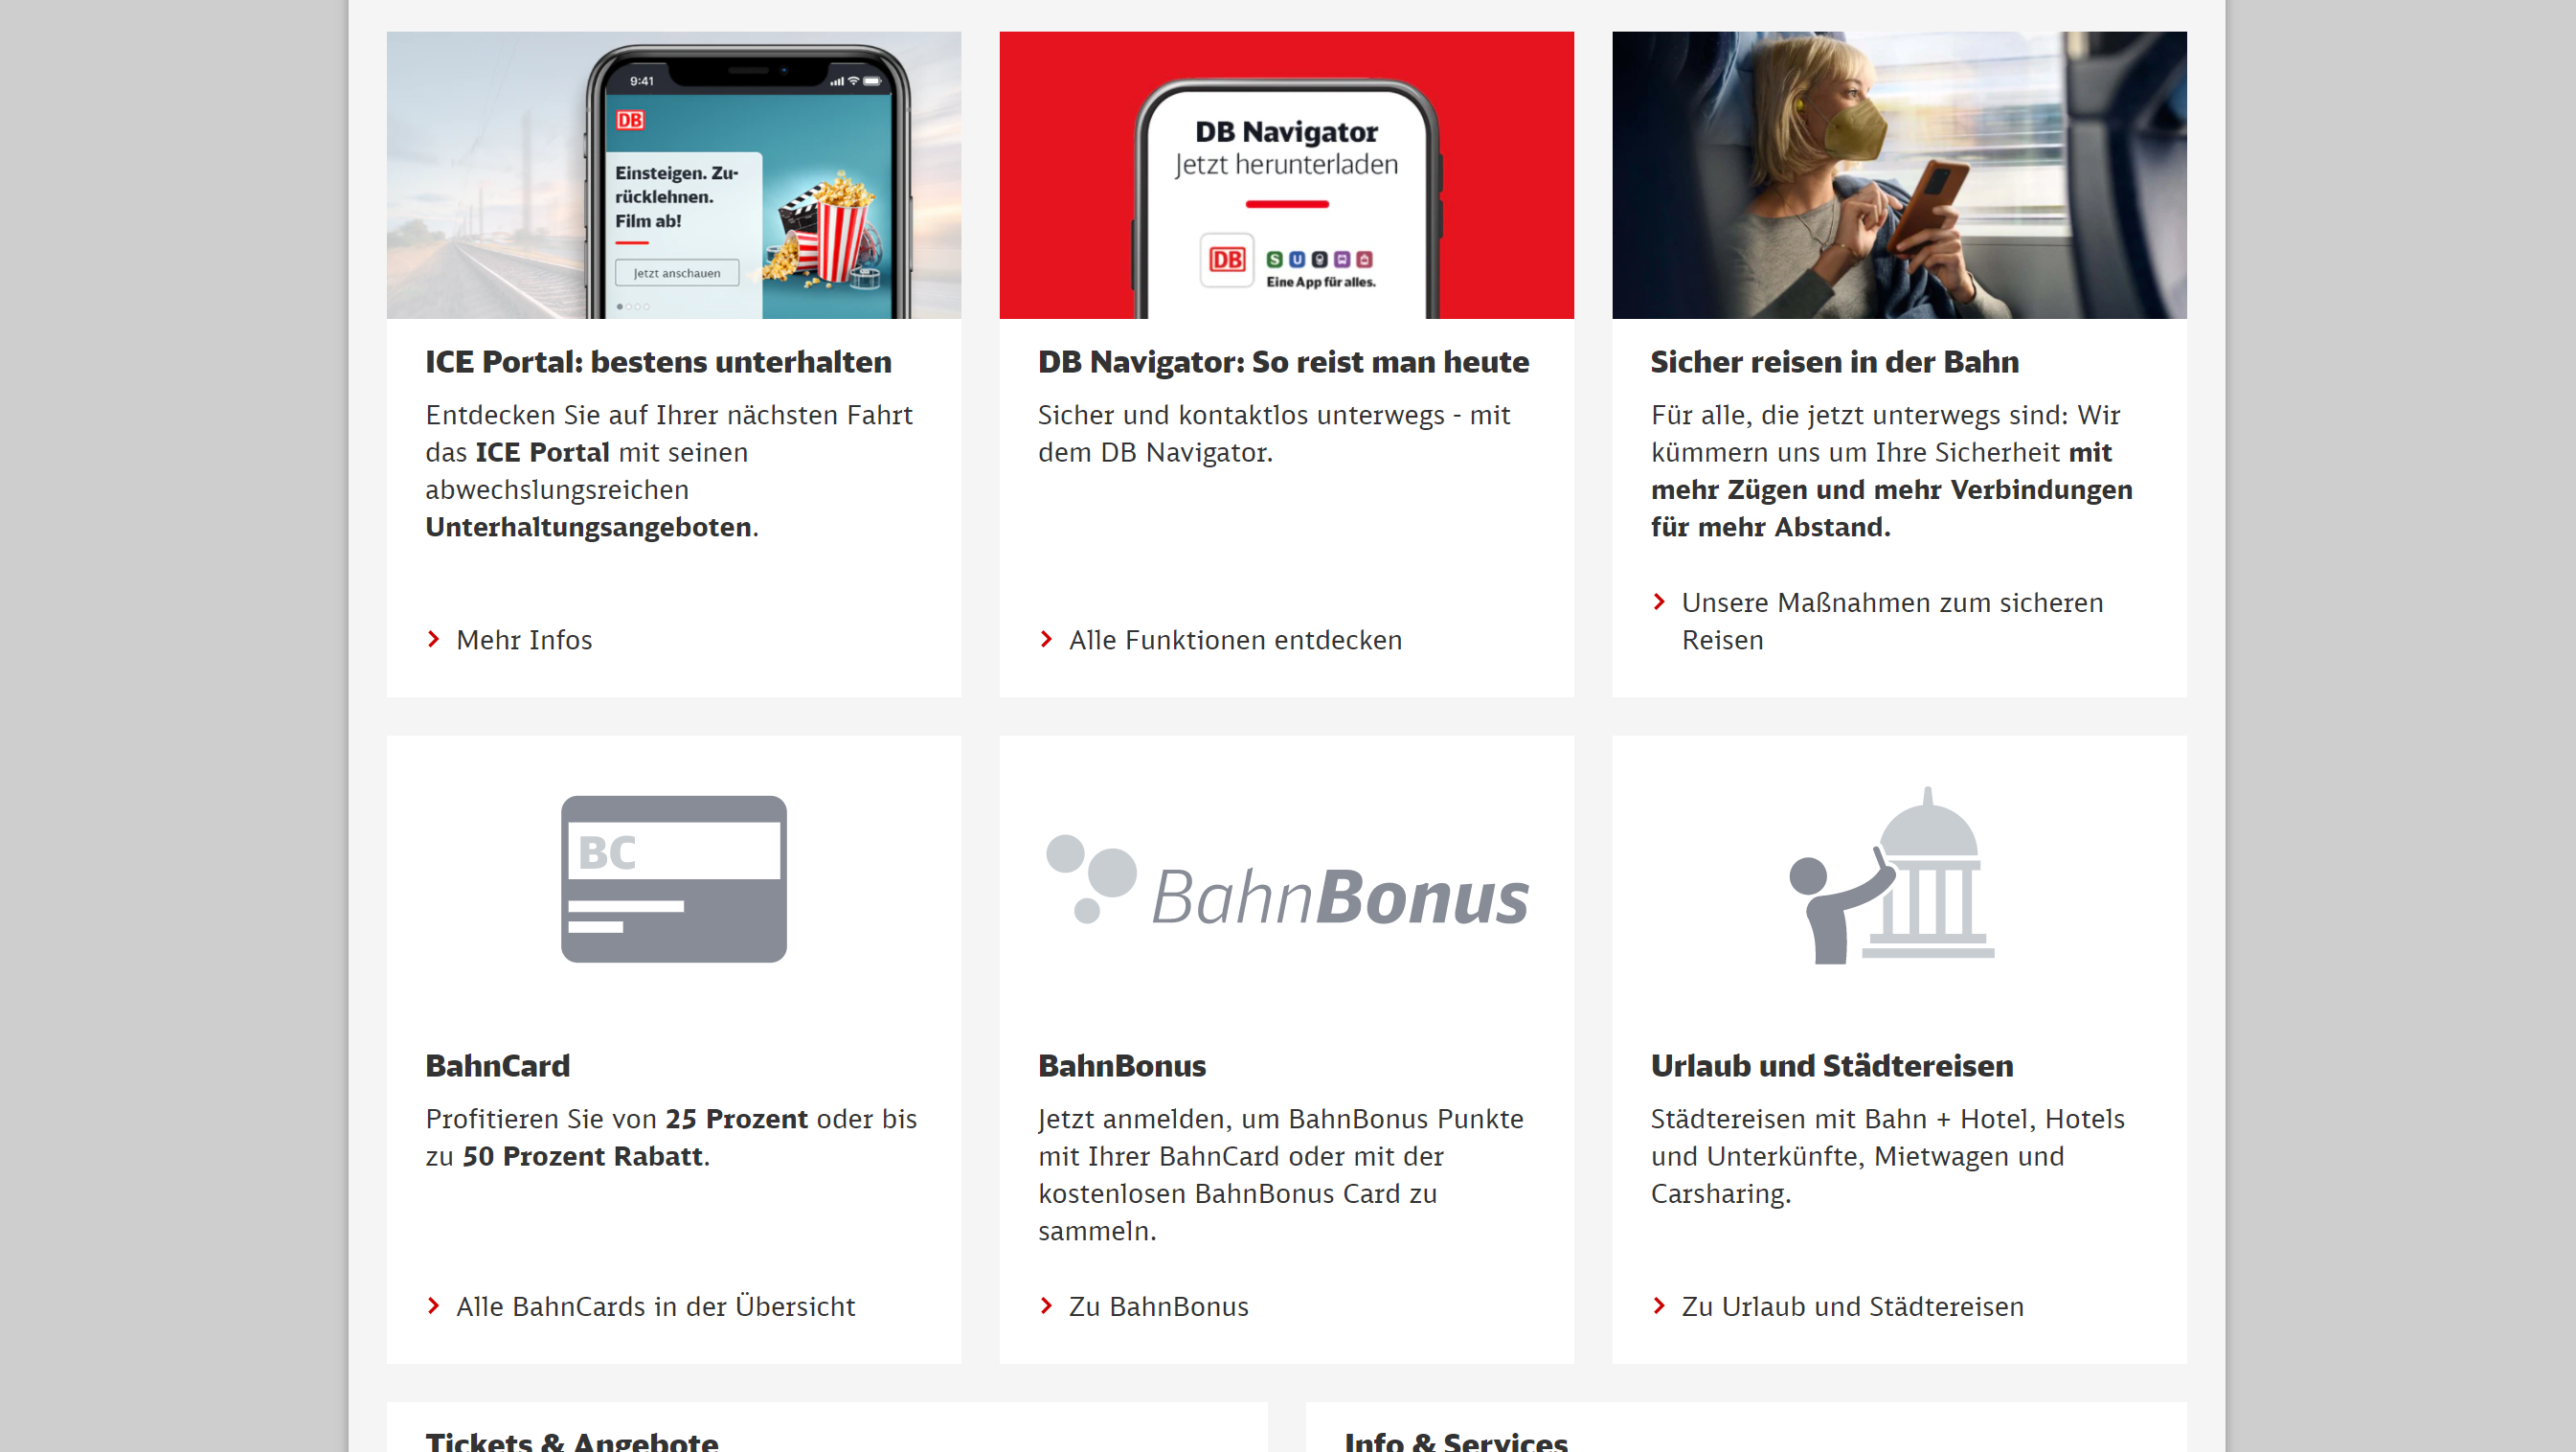 9:41
DB
Einsteigen. Zu-
rücklehnen.
Film ab!
Jetzt anschauen
DB Navigator
Jetzt herunterladen
DB
S U
Eine App für alles.
ICE Portal: bestens unterhalten
Entdecken Sie auf Ihrer nächsten Fahrt
das ICE Portal mit seinen
abwechslungsreichen
Unterhaltungsangeboten.
Mehr Infos
DB Navigator: So reist man heute
Sicher und kontaktlos unterwegs - mit
dem DB Navigator.
Alle Funktionen entdecken
Sicher reisen in der Bahn
Für alle, die jetzt unterwegs sind: Wir
kümmern uns um Ihre Sicherheit mit
mehr Zügen und mehr Verbindungen
für mehr Abstand.
Unsere Maßnahmen zum sicheren
Reisen
BC
BahnCard
Profitieren Sie von 25 Prozent oder bis
zu 50 Prozent Rabatt.
Alle BahnCards in der Übersicht
BahnBonus
BahnBonus
Jetzt anmelden, um BahnBonus Punkte
mit Ihrer BahnCard oder mit der
kostenlosen BahnBonus Card zu
sammeln.
Zu BahnBonus
Urlaub und Städtereisen
Städtereisen mit Bahn + Hotel, Hotels
und Unterkünfte, Mietwagen und
Carsharing.
Zu Urlaub und Städtereisen
Tickets & Angebote
Info & Services